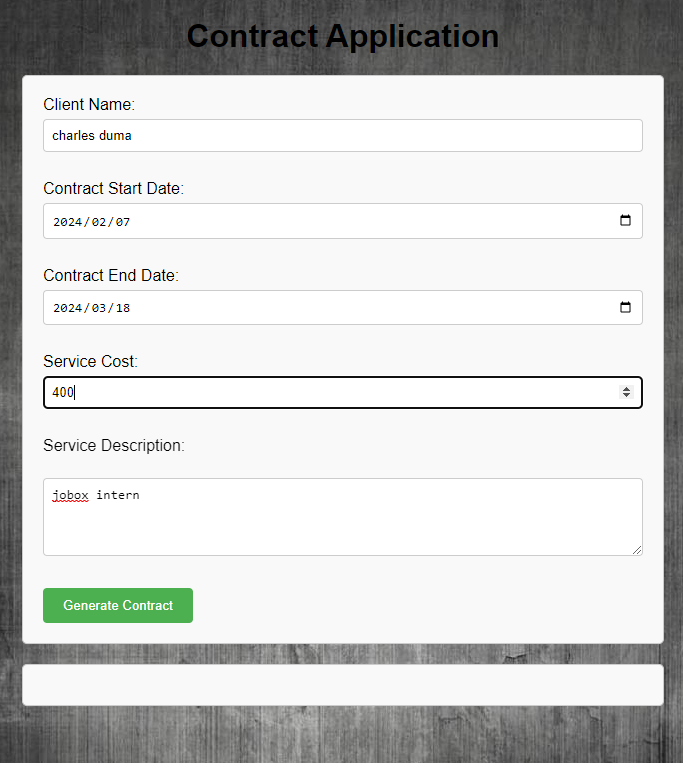 Contract Application
Client Name:
charles duma
Contract Start Date:
2024/02/07
Contract End Date:
2024/03/18
Service Cost:
400
Service Description:
jobox intern
Generate Contract